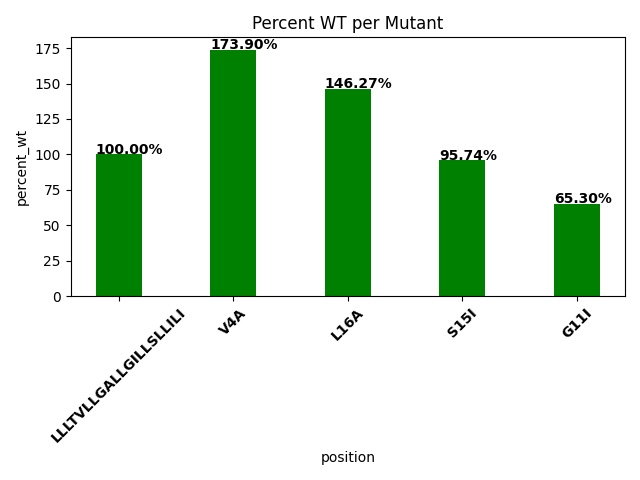 Percent WT per Mutant
percent_wt
175
150
125
100
75
50
25
0
100.00%
173.90%
146.27%
95.74%
65.30%
LLLTVLLGALLGILLSLLILI
V4A
L16A
S15I
G11I
position